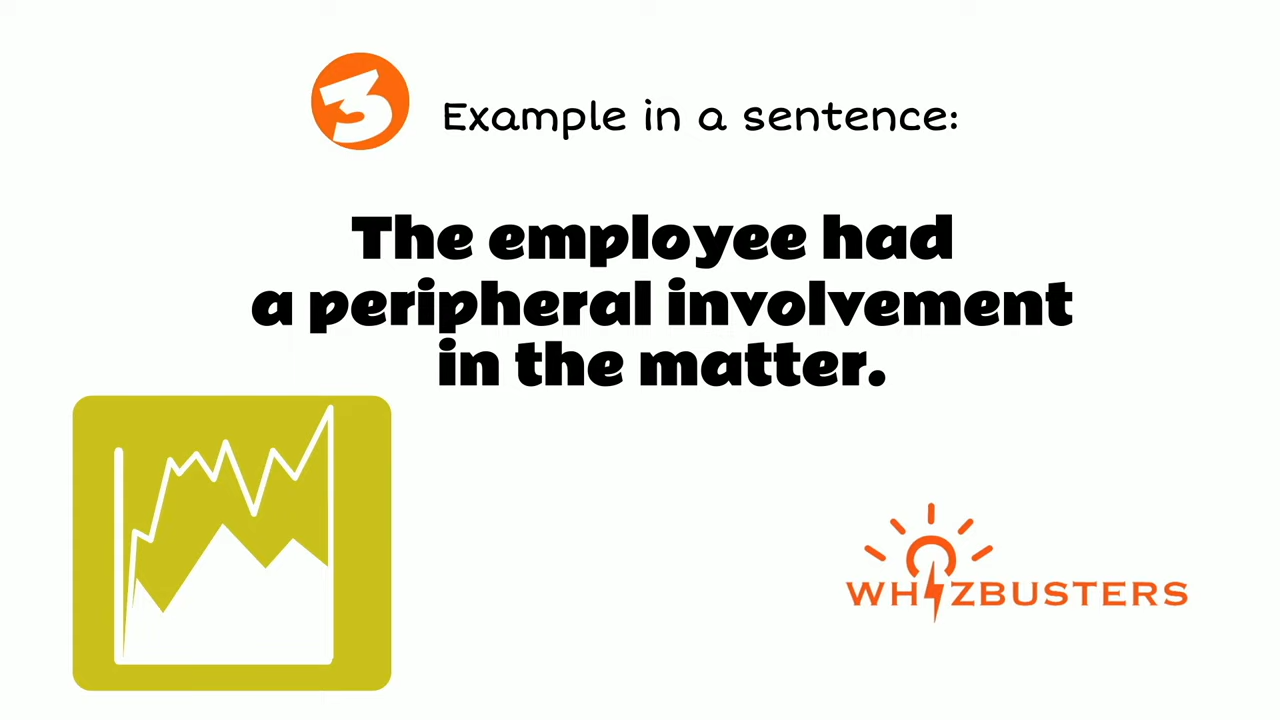 3
Example in a sentence:
The employee had
a peripheral involvement
in the matter.
WHIZBUSTERS